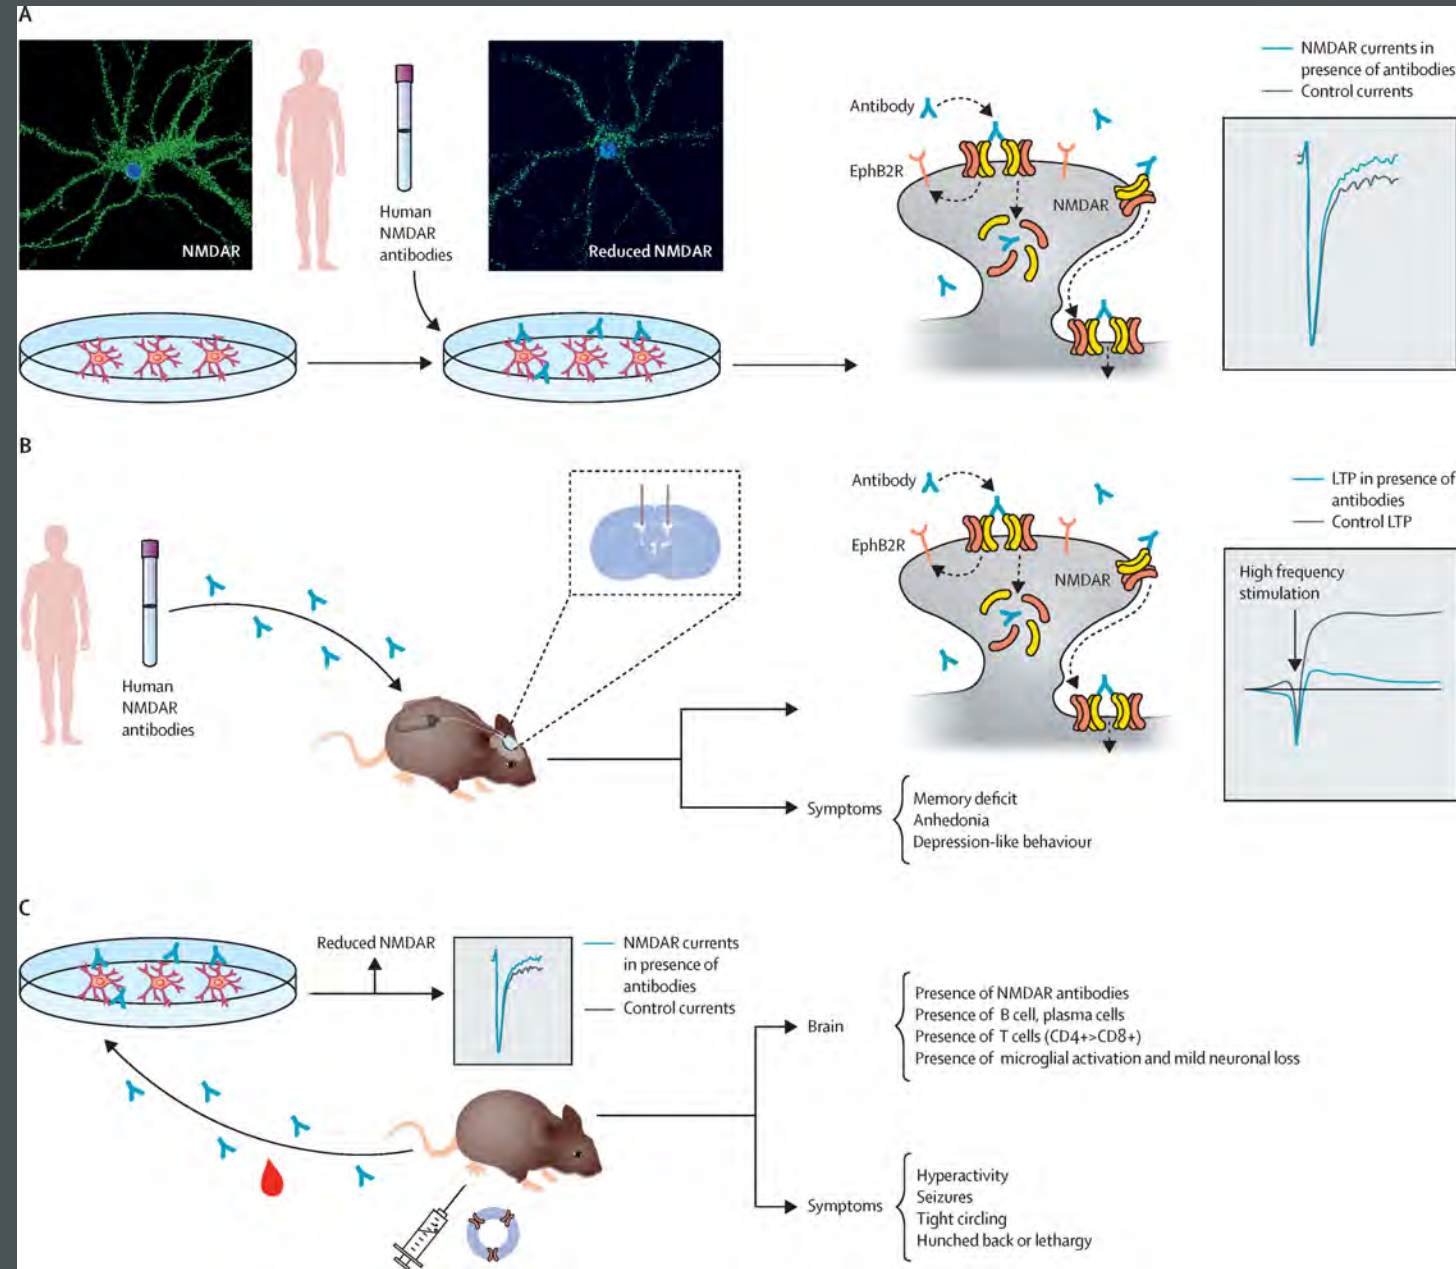 A
NMDAR
Human
NMDAR
antibodies
Reduced NMDAR
Antibody
EphB2R
NMDAR
NMDAR currents in
presence of antibodies
Control currents
B
Human
NMDAR
antibodies
Antibody
EphB2R
NMDAR
Symptoms
Memory deficit
Anhedonia
Depression-like behaviour
LTP in presence of
antibodies
Control LTP
High frequency
stimulation
C
Reduced NMDAR
NMDAR currents
in presence of
antibodies
Control currents
Brain
Presence of NMDAR antibodies
Presence of B cell, plasma cells
Presence of T cells (CD4+>CD8+)
Presence of microglial activation and mild neuronal loss
Symptoms
Hyperactivity
Seizures
Tight circling
Hunched back or lethargy